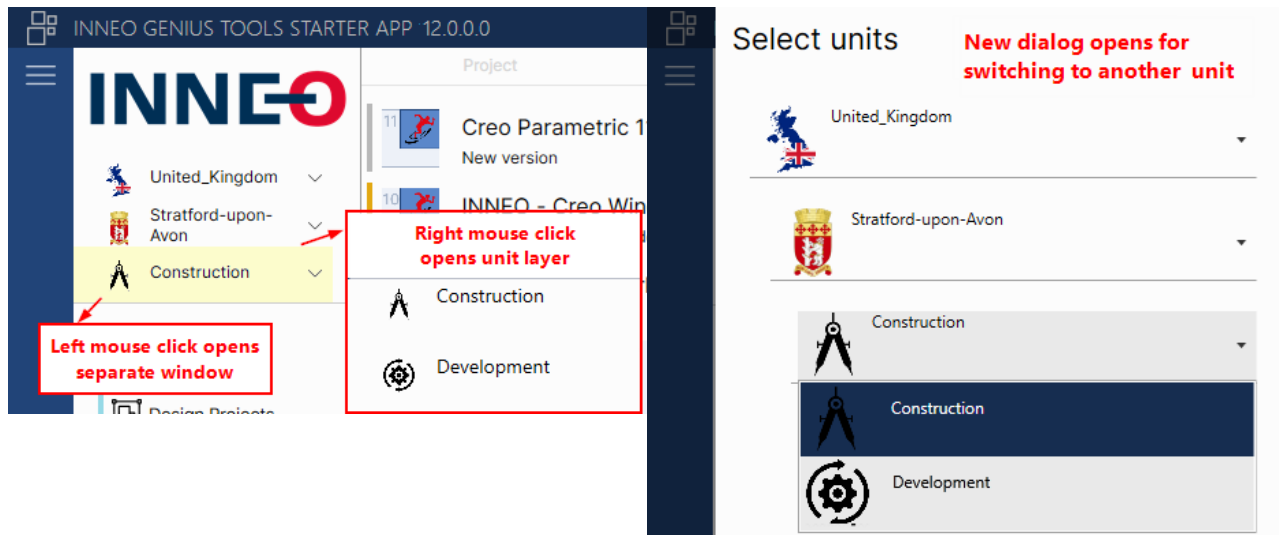 INNEO GENIUS TOOLS STARTER APP 12.0.0.0
INNEO
United_Kingdom
Stratford-upon-
Avon
Construction
Left mouse click opens
separate window
Design Projects
Project
11
Creo Parametric 1
New version
10
INNEO - Creo Win
Right mouse click
opens unit layer
Construction
Development
Select units
New dialog opens for
switching to another unit
United_Kingdom
Stratford-upon-Avon
Construction
Construction
Development